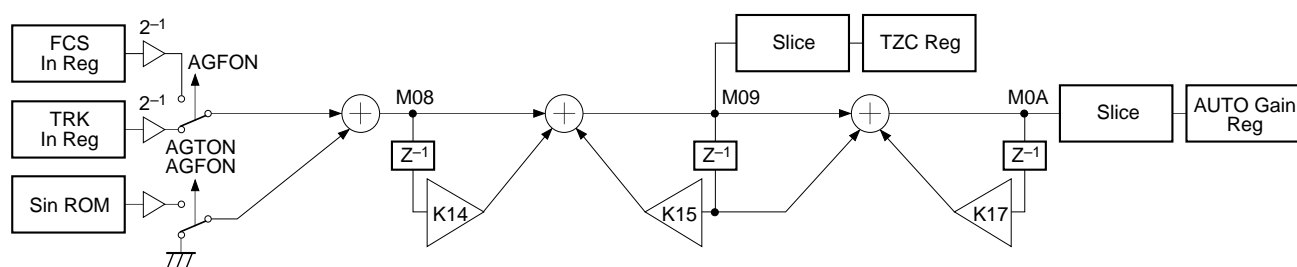 FCS
In Reg
2–1
AGFON
TRK
In Reg
2–1
AGTON
AGFON
Sin ROM
M08
Z–1
K14
K15
Z–1
M09
Slice
TZC Reg
M0A
Z–1
K17
Slice
AUTO Gain
Reg